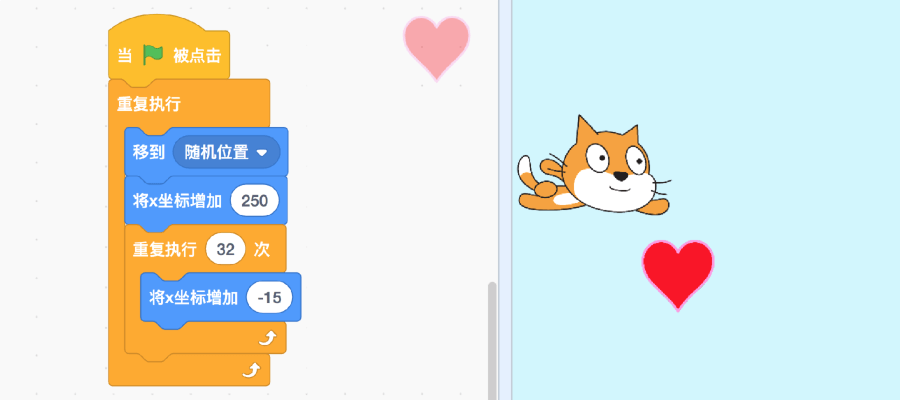 当 被点击
重复执行
移到 随机位置
将x坐标增加 250
重复执行 32 次
将x坐标增加 -15